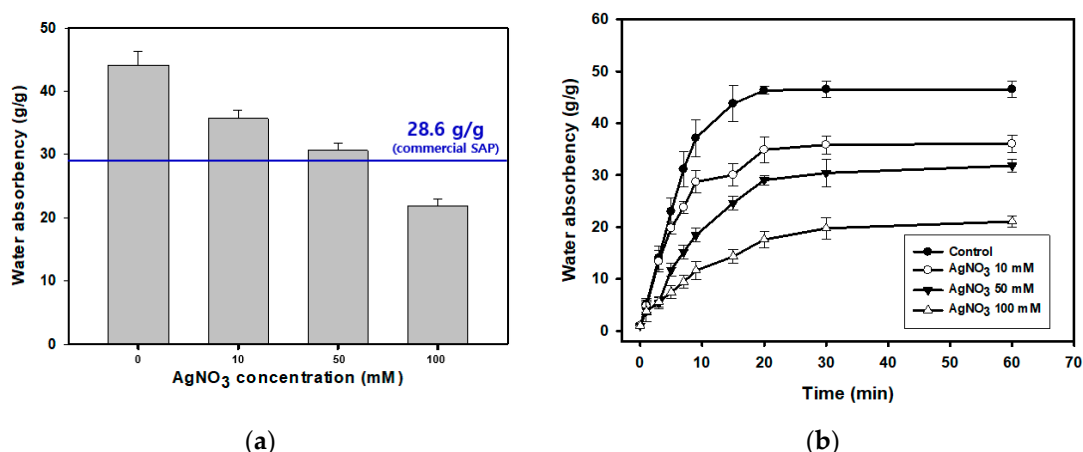 50
40
30
20
10
0
Water absorbency (g/g)
28.6 g/g
(commercial SAP)
0
10
50
100
AgNO3 concentration (mM)
(a)
60
50
40
30
20
10
0
Water absorbency (g/g)
Control
AgNO3 10 mM
AgNO3 50 mM
AgNO3 100 mM
0
10
20
30
40
50
60
70
Time (min)
(b)